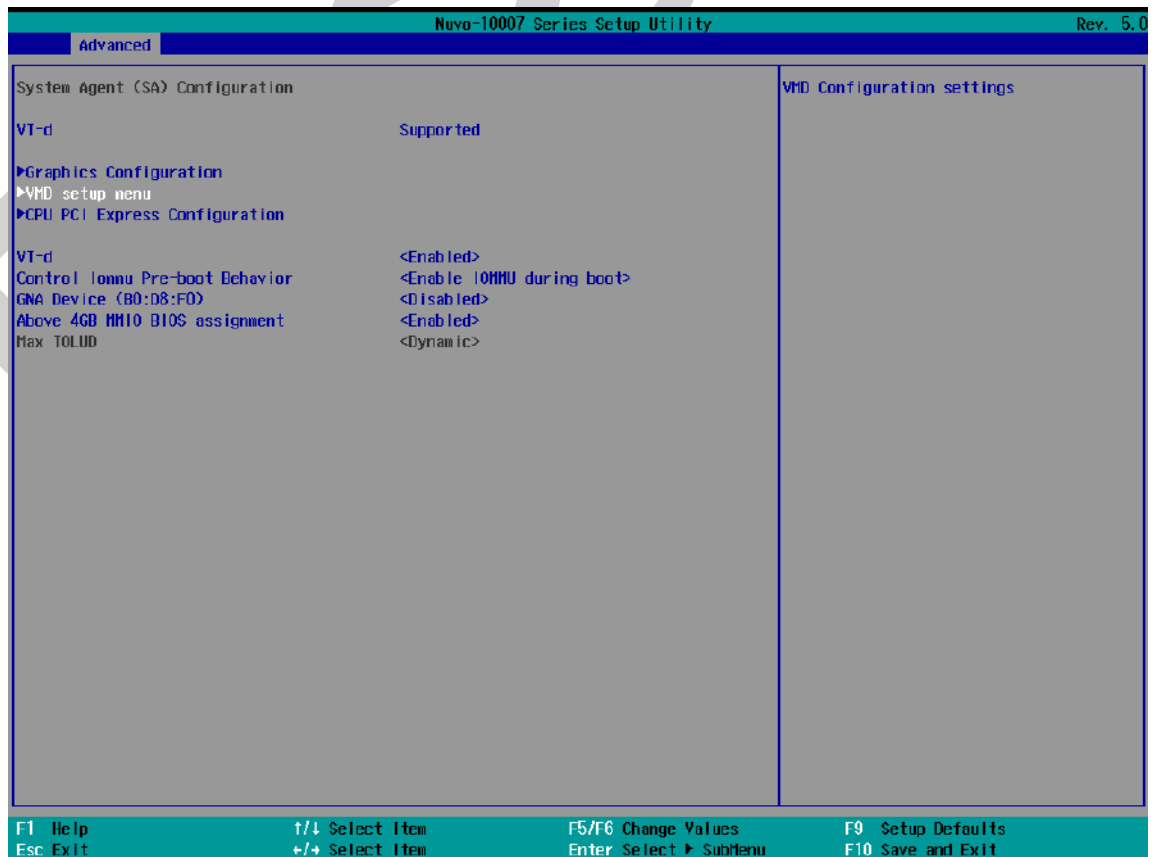 Nuvo-10007 Series Setup Utility Rev. 5.0
Advanced
System Agent (SA) Configuration
VMD Configuration settings
VT-d Supported
▶Graphics Configuration
▶VMD setup menu
▶CPU PCI Express Configuration
VT-d <Enabled>
Control Iommu Pre-boot Behavior <Enable IOMMU during boot>
GNA Device (B0:D8:F0) <Disabled>
Above 4GB MMIO BIOS assignment <Enabled>
Max TOLUD <Dynamic>
F1 Help ↑/↓ Select Item F5/F6 Change Values F9 Setup Defaults
Esc Exit ←/→ Select Item Enter Select ▶ SubMenu F10 Save and Exit